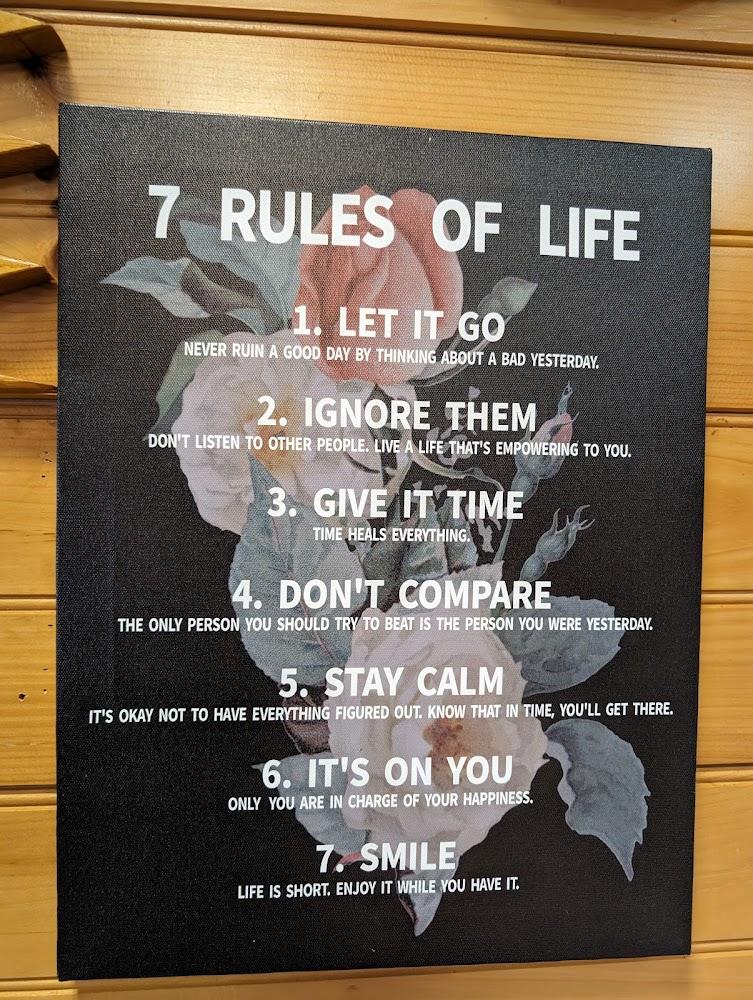 7 RULES OF LIFE
1. LET IT GO
NEVER RUIN A GOOD DAY BY THINKING ABOUT A BAD YESTERDAY.
2. IGNORE THEM
DON'T LISTEN TO OTHER PEOPLE. LIVE A LIFE THAT'S EMPOWERING TO YOU.
3. GIVE IT TIME
TIME HEALS EVERYTHING.
4. DON'T COMPARE
THE ONLY PERSON YOU SHOULD TRY TO BEAT IS THE PERSON YOU WERE YESTERDAY.
5. STAY CALM
IT'S OKAY NOT TO HAVE EVERYTHING FIGURED OUT. KNOW THAT IN TIME, YOU'LL GET THERE.
6. IT'S ON YOU
ONLY YOU ARE IN CHARGE OF YOUR HAPPINESS.
7. SMILE
LIFE IS SHORT. ENJOY IT WHILE YOU HAVE IT.